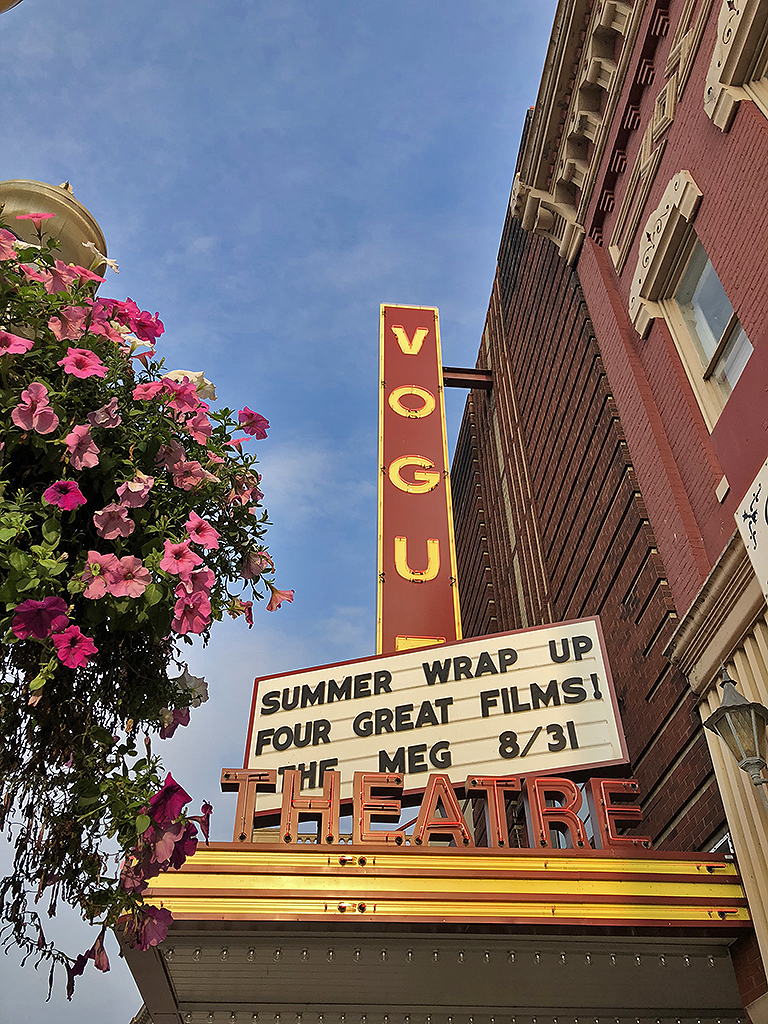 VOGU
SUMMER WRAP UP
FOUR GREAT FILMS!
THE MEG 8/31
THEATRE